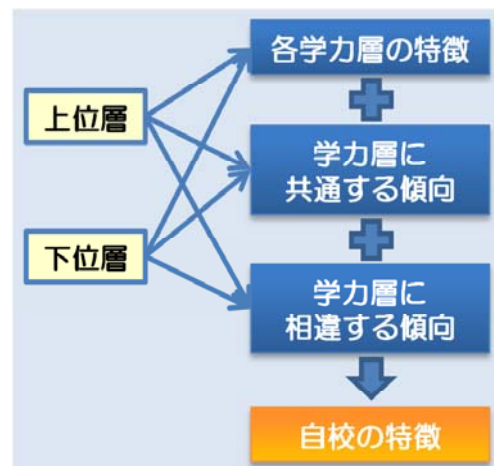 上位層
下位層
各学力層の特徴
学力層に
共通する傾向
学力層に
相違する傾向
自校の特徴